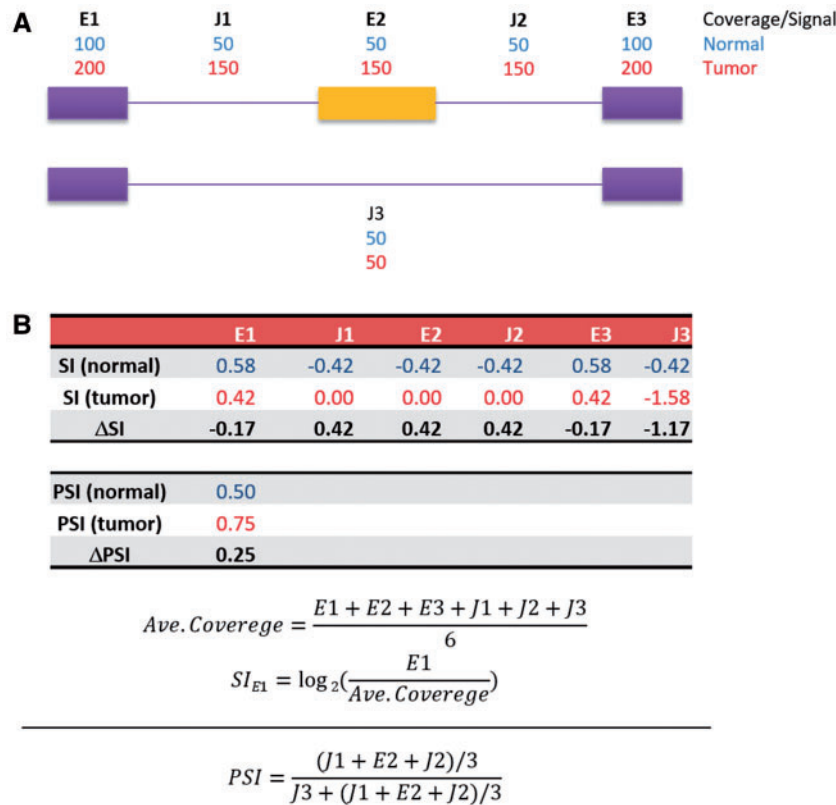 A
E1 J1 E2 J2 E3 Coverage/Signal
100 50 50 50 100 Normal
200 150 150 150 200 Tumor
J3
50
50
B
E1 J1 E2 J2 E3 J3
SI (normal) 0.58 -0.42 -0.42 -0.42 0.58 -0.42
SI (tumor) 0.42 0.00 0.00 0.00 0.42 -1.58
ΔSI -0.17 0.42 0.42 0.42 -0.17 -1.17
PSI (normal) 0.50
PSI (tumor) 0.75
ΔPSI 0.25
Ave.Coverege = (E1 + E2 + E3 + J1 + J2 + J3) / 6
SI_E1 = log₂(E1 / Ave.Coverege)
PSI = (J1 + E2 + J2)/3 / J3 + (J1 + E2 + J2)/3